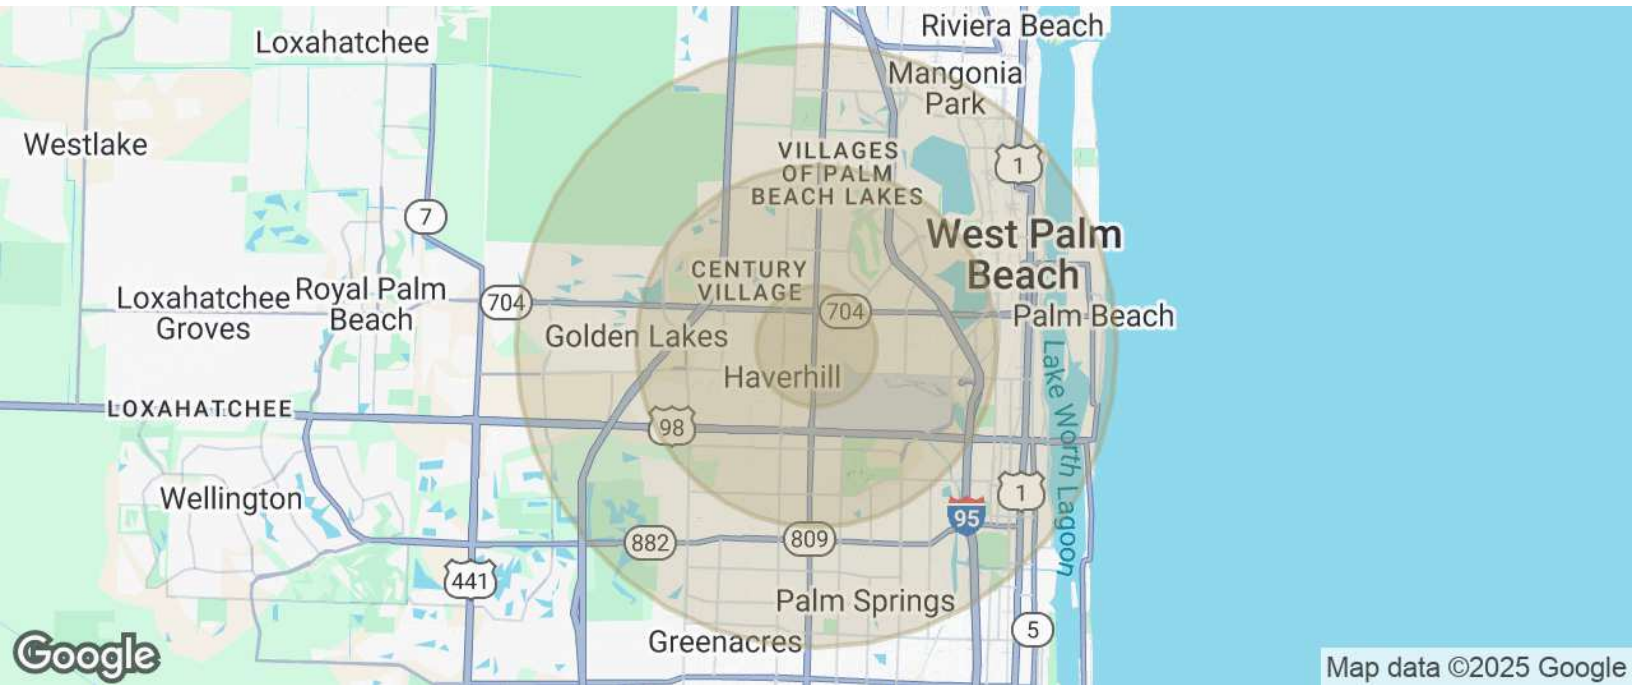 Riviera Beach
Loxahatchee
Mangonia
Park
Westlake
VILLAGES
OF PALM
BEACH LAKES
1
7
West Palm
Beach
CENTURY
VILLAGE
Loxahatchee
Groves
Royal Palm
Beach
704
704
Palm Beach
Golden Lakes
Haverhill
Lake Worth Lagoon
LOXAHATCHEE
98
Wellington
1
95
882
809
441
Palm Springs
5
Greenacres
Google
Map data ©2025 Google